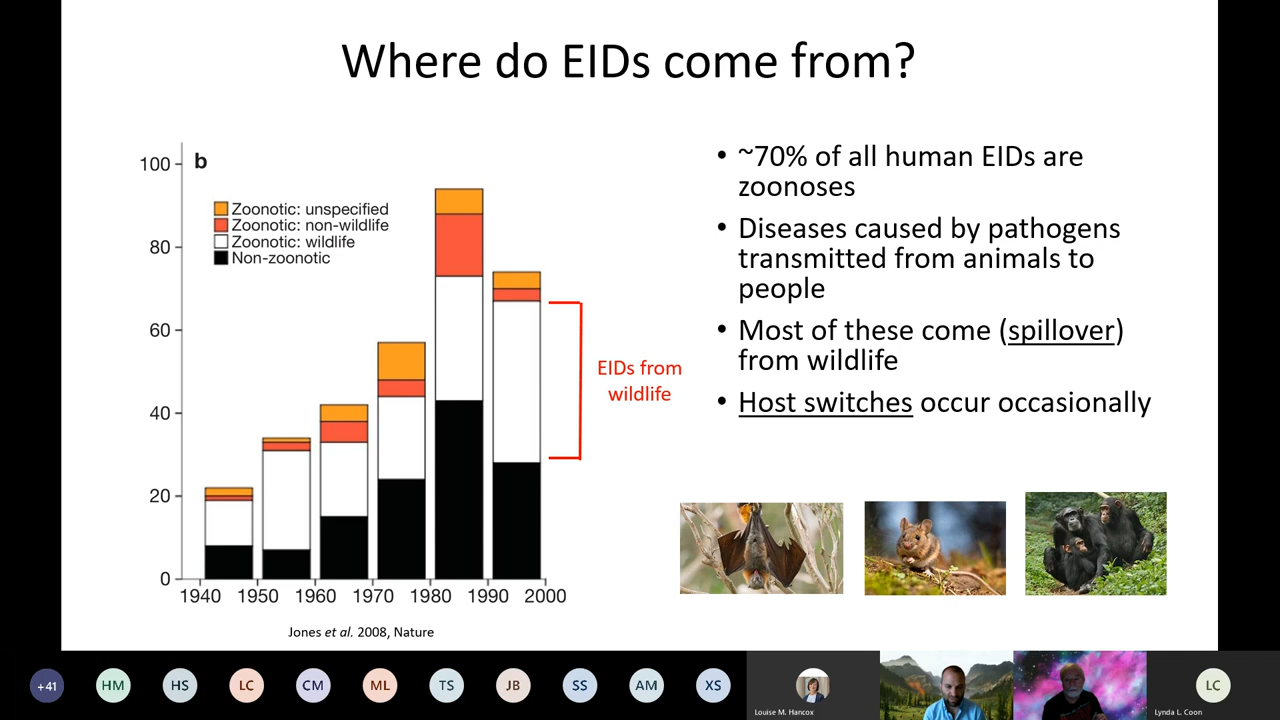 Where do EIDs come from?
b
100
80
60
40
20
0
Zoonotic: unspecified
Zoonotic: non-wildlife
Zoonotic: wildlife
Non-zoonotic
1940 1950 1960 1970 1980 1990 2000
EIDs from
wildlife
Jones et al. 2008, Nature
• ~70% of all human EIDs are
zoonoses
• Diseases caused by pathogens
transmitted from animals to
people
• Most of these come (spillover)
from wildlife
• Host switches occur occasionally
+41 HM HS LC CM ML TS JB SS AM XS LC
Louise M. Hancox
Lynda L. Coon